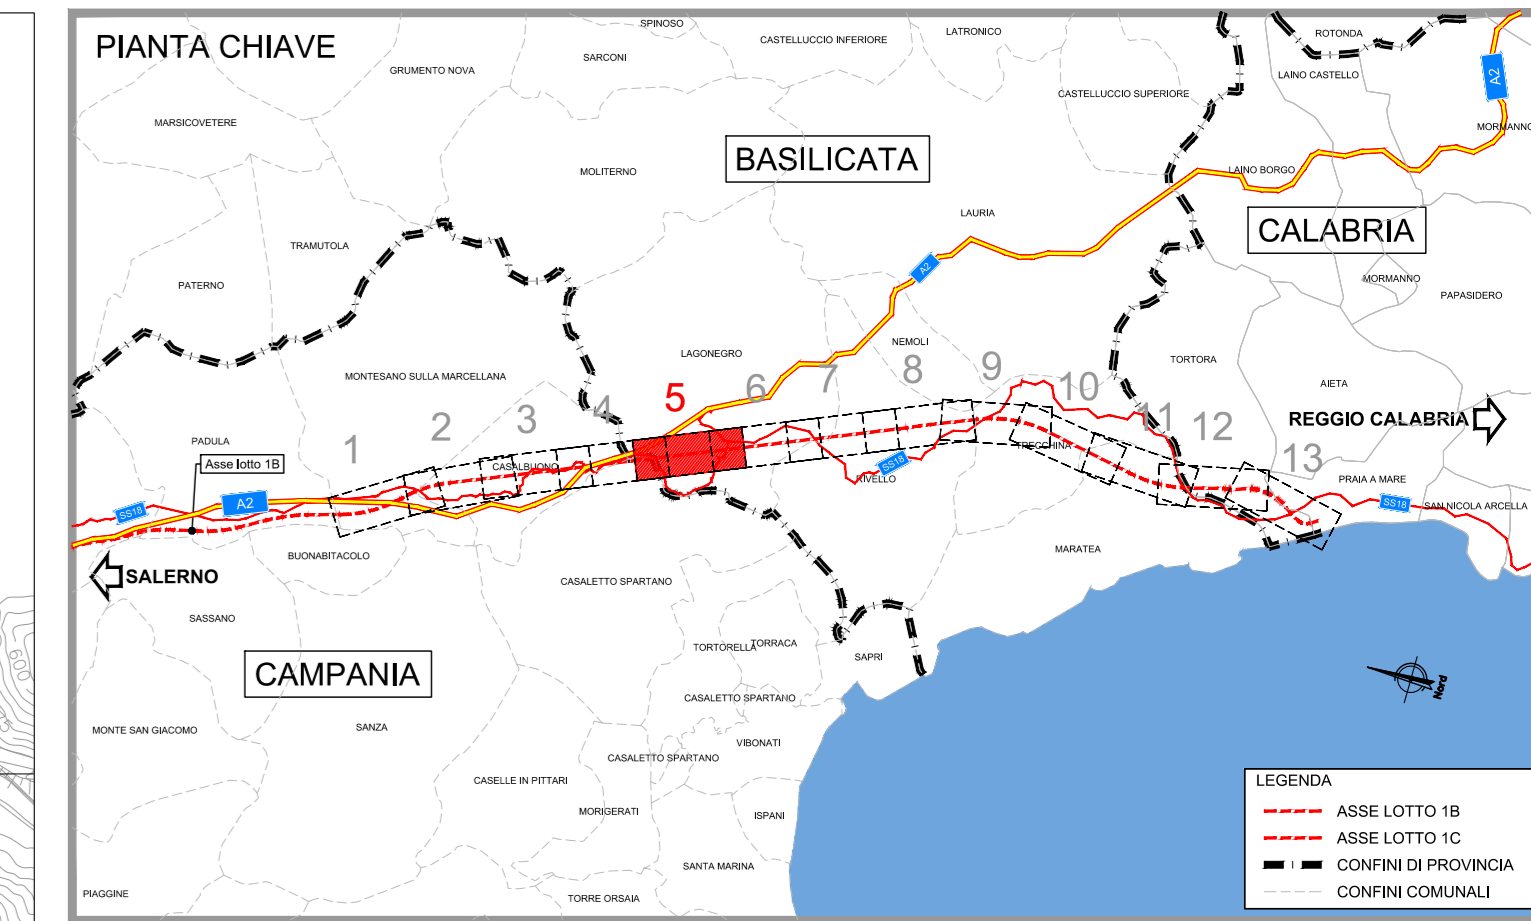 PIANTA CHIAVE
SPINOSO
CASTELLUCCIO INFERIORE
LATRONICO
ROTONDA
SARCONI
GRUMENTO NOVA
LAINO CASTELLO
A2
CASTELLUCCIO SUPERIORE
MARSICOVETERE
MORMANNO
BASILICATA
MOLITERNO
LAINO BORGO
LAURIA
CALABRIA
TRAMUTOLA
A2
PATERNO
MORMANNO
PAPASIDERO
NEMOLI
LAGONEGRO
TORTORA
MONTESANO SULLA MARCELLANA
AIETA
1
2
3
4
5
6
7
8
9
10
11
12
13
REGGIO CALABRIA
PADULA
Asse lotto 1B
CASALBUONO
TRECCHINA
SS18
RIVELLO
PRAIA A MARE
SS18
A2
SS18
SAN NICOLA ARCELLA
BUONABITACOLO
MARATEA
SALERNO
CASALETTO SPARTANO
SASSANO
TORTORELLA
TORRACA
SAPRI
CAMPANIA
Nord
CASALETTO SPARTANO
MONTE SAN GIACOMO
SANZA
VIBONATI
CASALETTO SPARTANO
CASELLE IN PITTARI
MORIGERATI
ISPANI
SANTA MARINA
PIAGGINE
TORRE ORSAIA
LEGENDA
ASSE LOTTO 1B
ASSE LOTTO 1C
CONFINI DI PROVINCIA
CONFINI COMUNALI
600